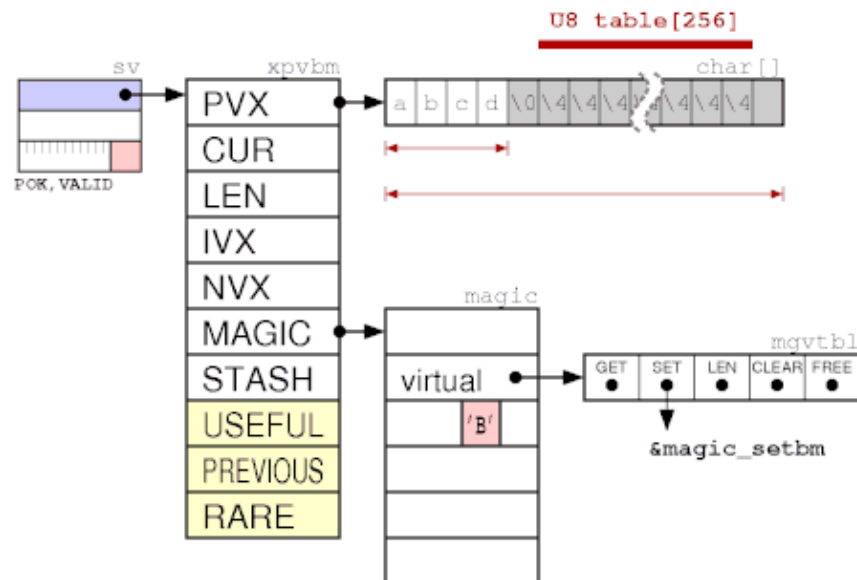 U8 table[256]
sv
xpvbm
char[]
PVX
a b c d \0 \4 \4 \4 \4 \4 \4
CUR
POK, VALID
LEN
IVX
NVX
magic
MAGIC
mgvtbl
STASH
virtual
GET SET LEN CLEAR FREE
USEFUL
'B'
&magic_setbm
PREVIOUS
RARE